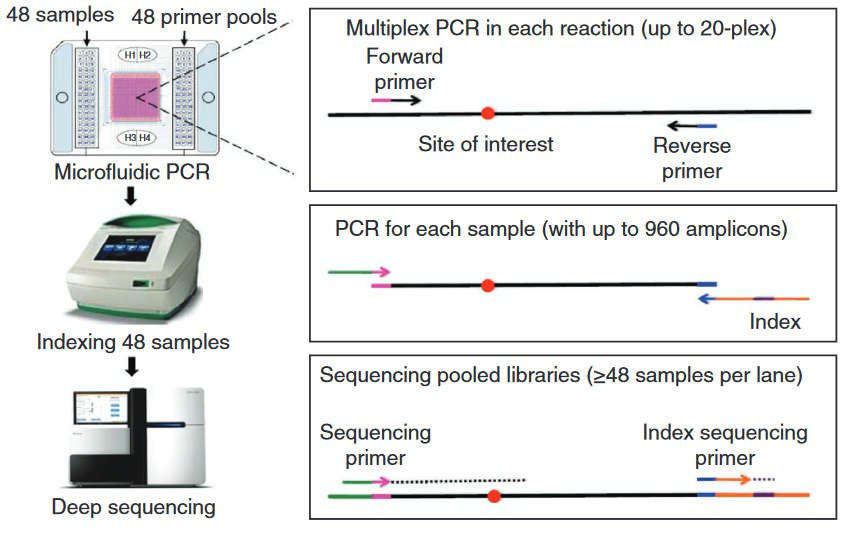 48 samples 48 primer pools
H1 H2
H3 H4
Microfluidic PCR
Indexing 48 samples
Deep sequencing
Multiplex PCR in each reaction (up to 20-plex)
Forward
primer
Site of interest
Reverse
primer
PCR for each sample (with up to 960 amplicons)
Index
Sequencing pooled libraries (≥48 samples per lane)
Sequencing
primer
Index sequencing
primer